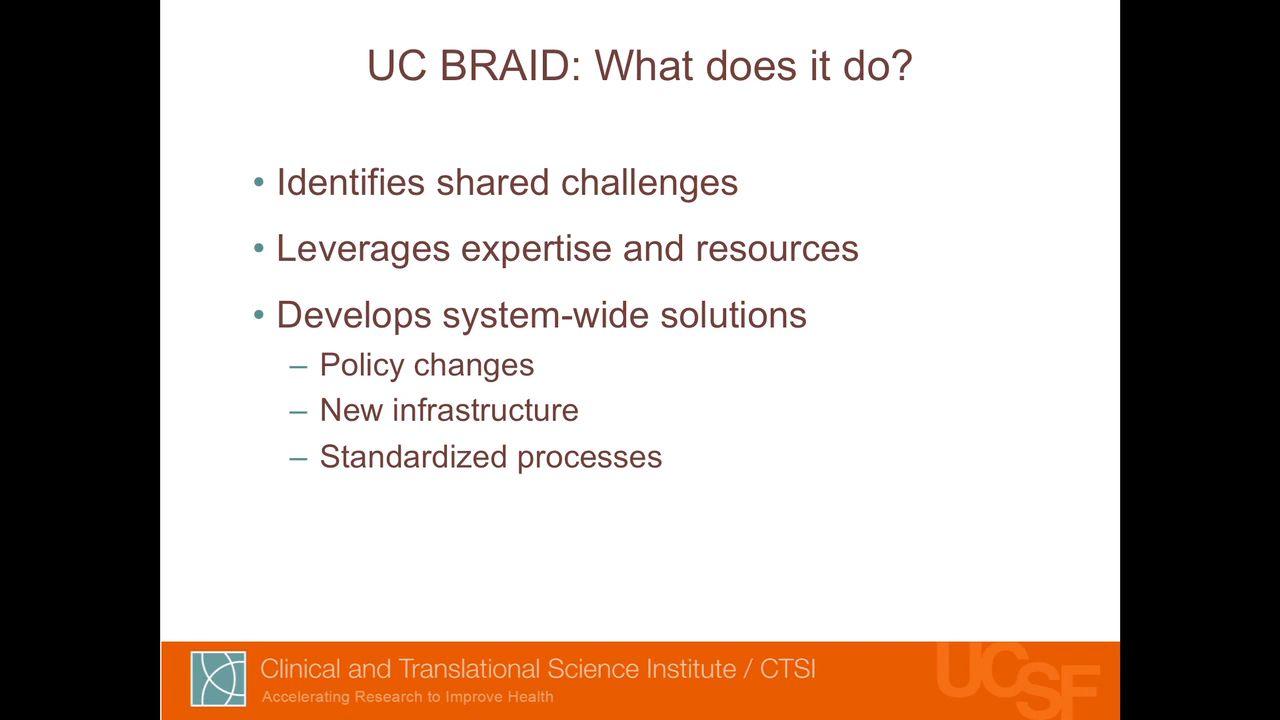 UC BRAID: What does it do?
• Identifies shared challenges
• Leverages expertise and resources
• Develops system-wide solutions
– Policy changes
– New infrastructure
– Standardized processes
Clinical and Translational Science Institute / CTSI
Accelerating Research to Improve Health
UCSF